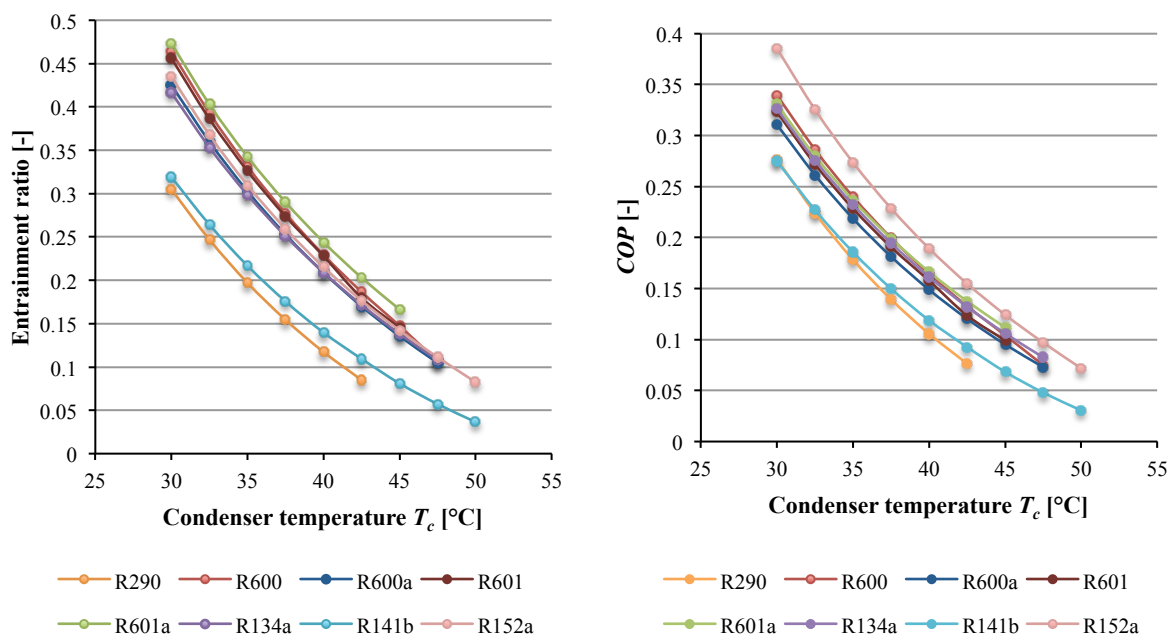 0.5
0.45
0.4
0.35
0.3
0.25
0.2
0.15
0.1
0.05
0
Entrainment ratio [-]
25 30 35 40 45 50 55
Condenser temperature Tc [°C]
R290 R600 R600a R601
R601a R134a R141b R152a
0.4
0.35
0.3
0.25
0.2
0.15
0.1
0.05
0
COP [-]
25 30 35 40 45 50 55
Condenser temperature Tc [°C]
R290 R600 R600a R601
R601a R134a R141b R152a